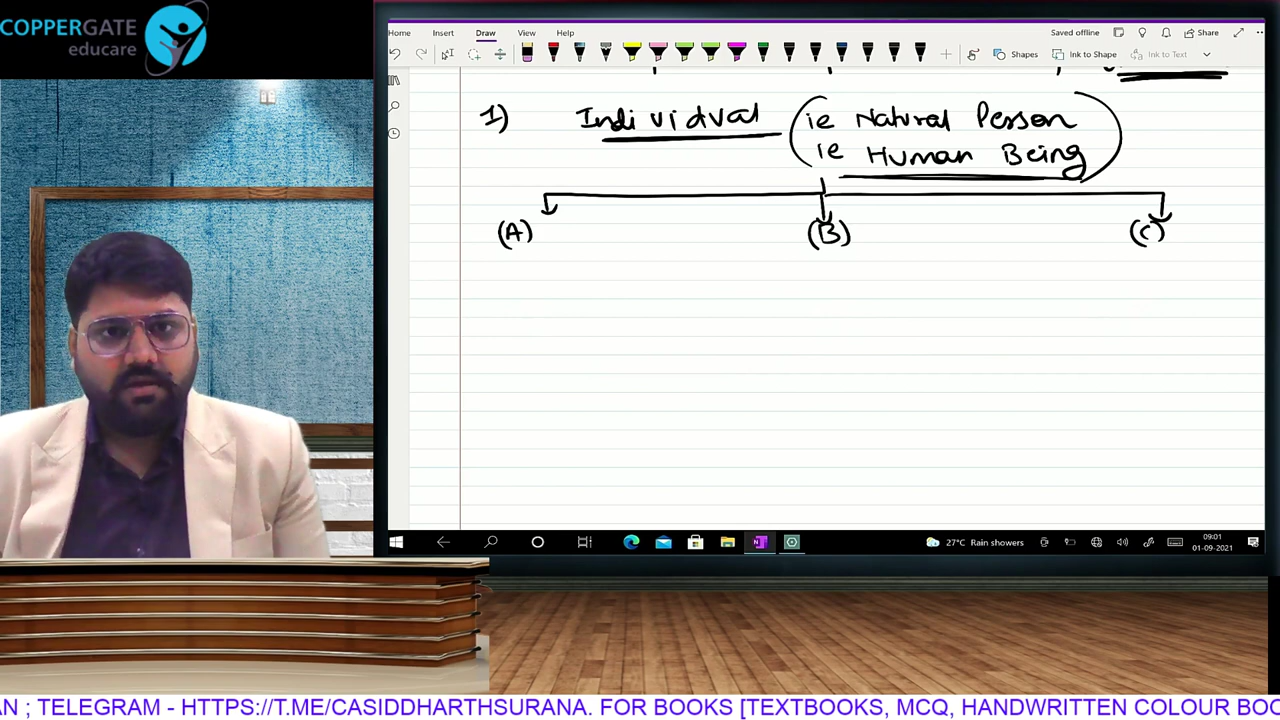 COPPERGATE
educare
Home Insert Draw View Help
Saved offline
Share
Shapes
Ink to Shape
Ink to Text
1) Individual (ie Natural Person
ie Human Being)
(A) (B) (C)
27°C Rain showers
09:01
01-09-2021
AN ; TELEGRAM - HTTPS://T.ME/CASIDDHARTHSURANA. FOR BOOKS [TEXTBOOKS, MCQ, HANDWRITTEN COLOUR BOO